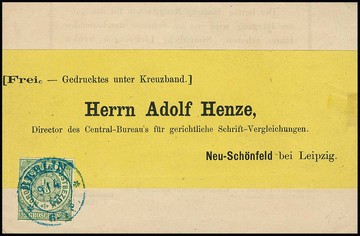 [Frei. — Gedrucktes unter Kreuzband.]
Herrn Adolf Henze,
Director des Central-Bureau's für gerichtliche Schrift-Vergleichungen.
Neu-Schönfeld bei Leipzig.
BERLIN